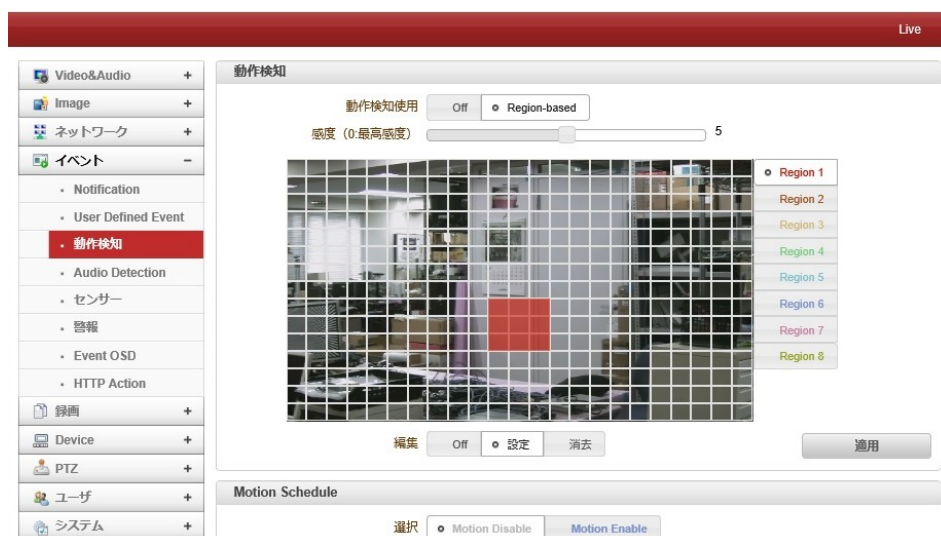 Live
Video&Audio +
Image +
ネットワーク +
イベント -
Notification
User Defined Event
動作検知
Audio Detection
センサー
警報
Event OSD
HTTP Action
録画 +
Device +
PTZ +
ユーザ +
システム +
動作検知
動作検知使用 Off Region-based
感度（0:最高感度） 5
Region 1
Region 2
Region 3
Region 4
Region 5
Region 6
Region 7
Region 8
編集 Off 設定 消去
適用
Motion Schedule
選択 Motion Disable Motion Enable